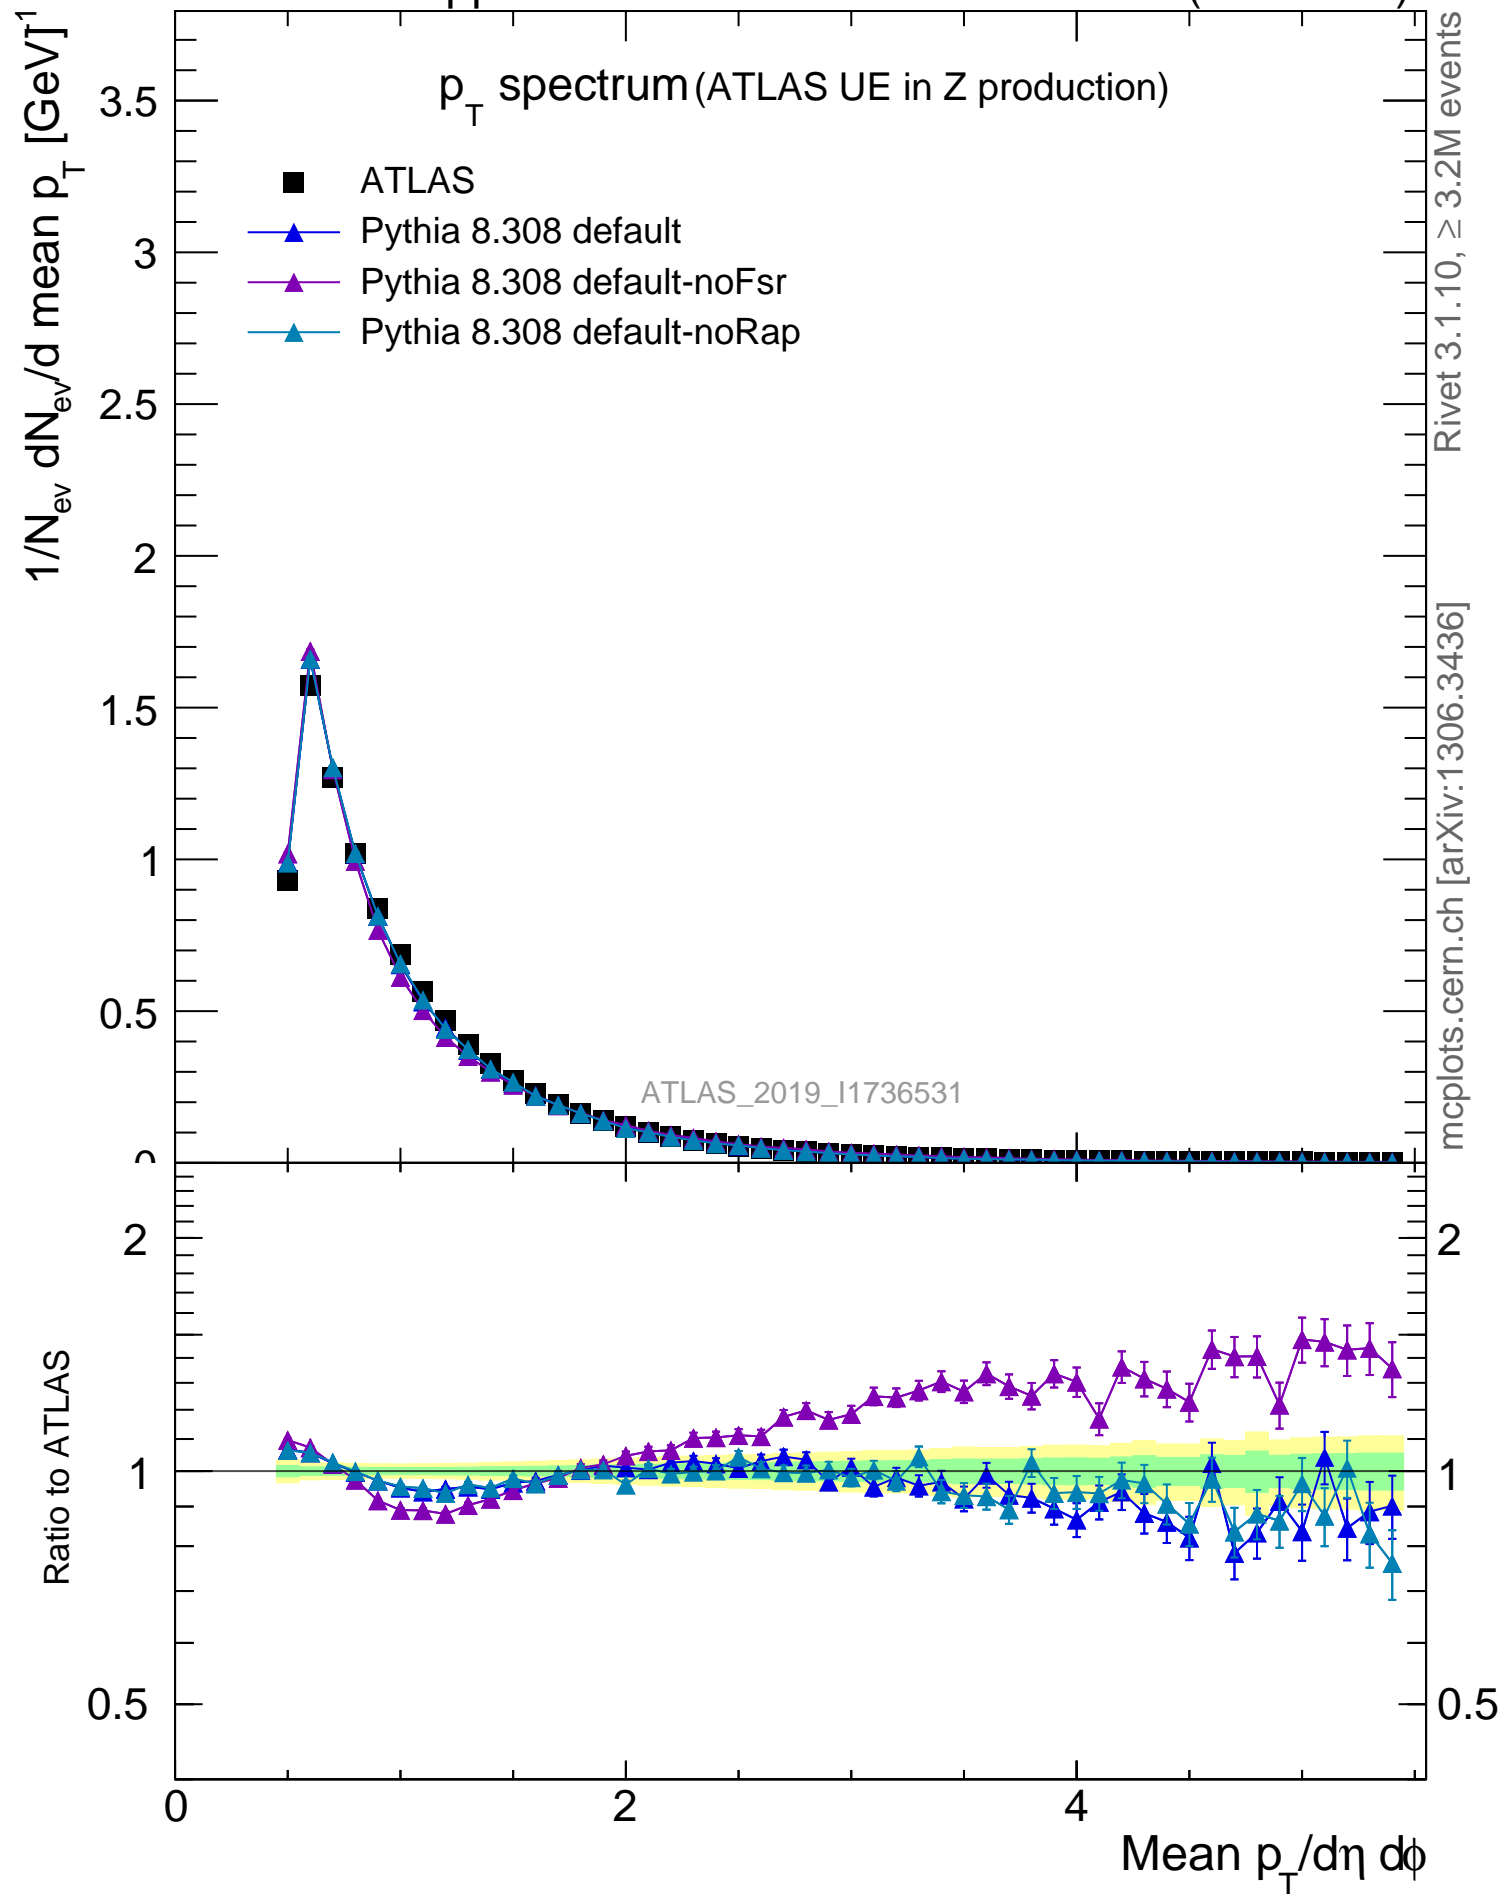 pp
1/N_ev dN_ev/d mean p_T [GeV]^-1
p_T spectrum (ATLAS UE in Z production)
ATLAS
Pythia 8.308 default
Pythia 8.308 default-noFsr
Pythia 8.308 default-noRap
3.5
3
2.5
2
1.5
1
0.5
0
ATLAS_2019_I1736531
Rivet 3.1.10, ≥ 3.2M events
mcplots.cern.ch [arXiv:1306.3436]
Ratio to ATLAS
2
1
0.5
2
1
0.5
0
2
4
Mean p_T/dη dϕ